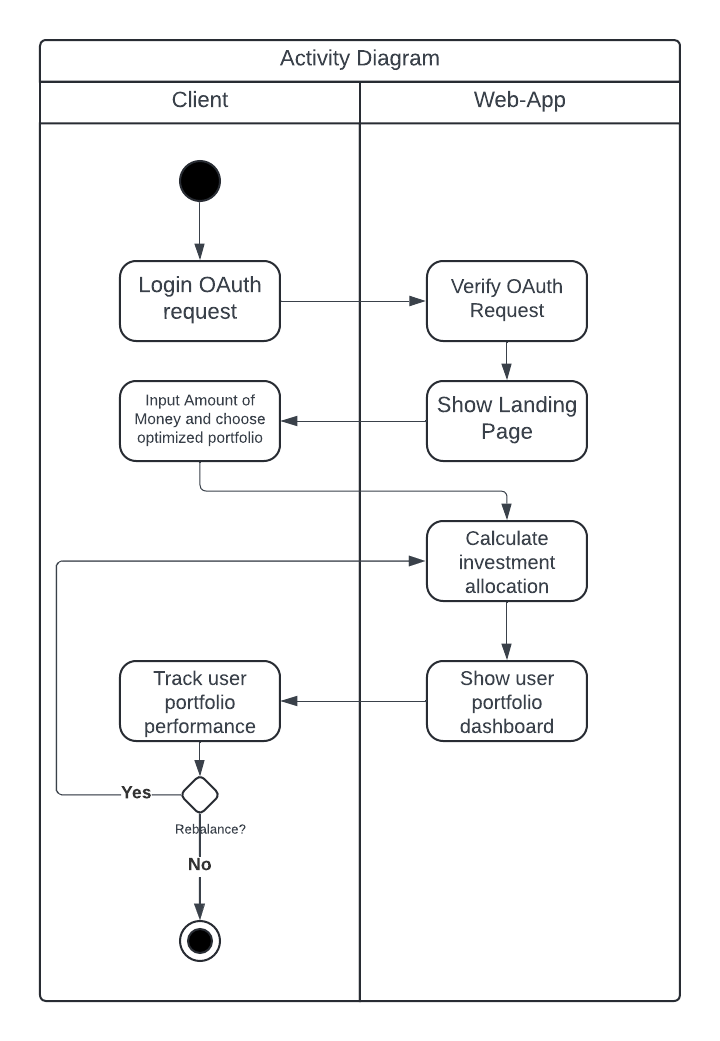 Activity Diagram
Client
Web-App
Login OAuth
request
Verify OAuth
Request
Input Amount of
Money and choose
optimized portfolio
Show Landing
Page
Calculate
investment
allocation
Track user
portfolio
performance
Show user
portfolio
dashboard
Yes
Rebalance?
No